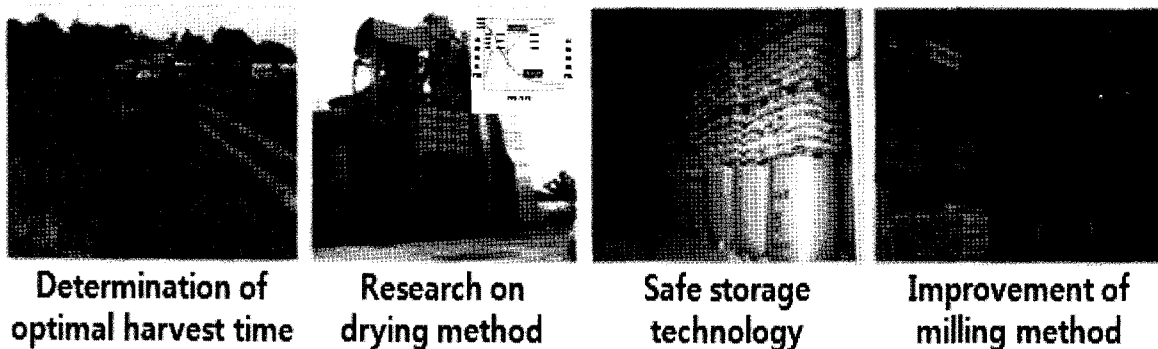 Determination of
optimal harvest time
Research on
drying method
Safe storage
technology
Improvement of
milling method